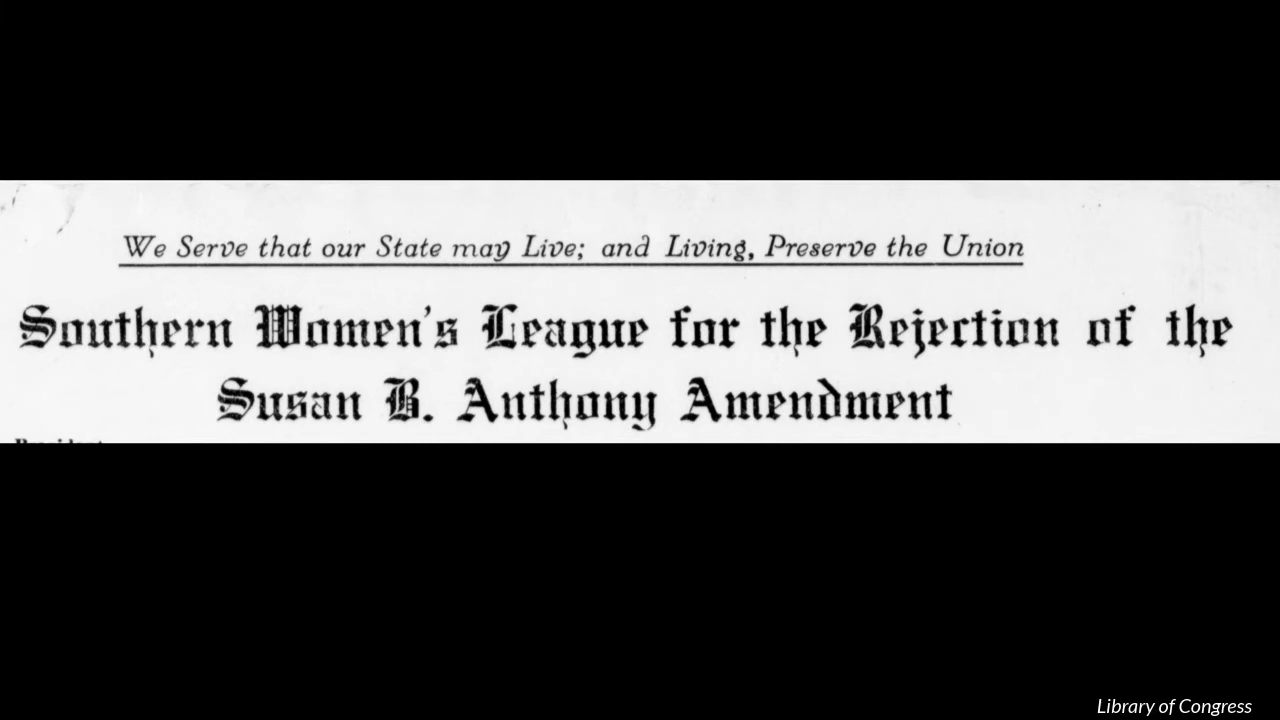 We Serve that our State may Live; and Living, Preserve the Union
Southern Women's League for the Rejection of the
Susan B. Anthony Amendment
Library of Congress